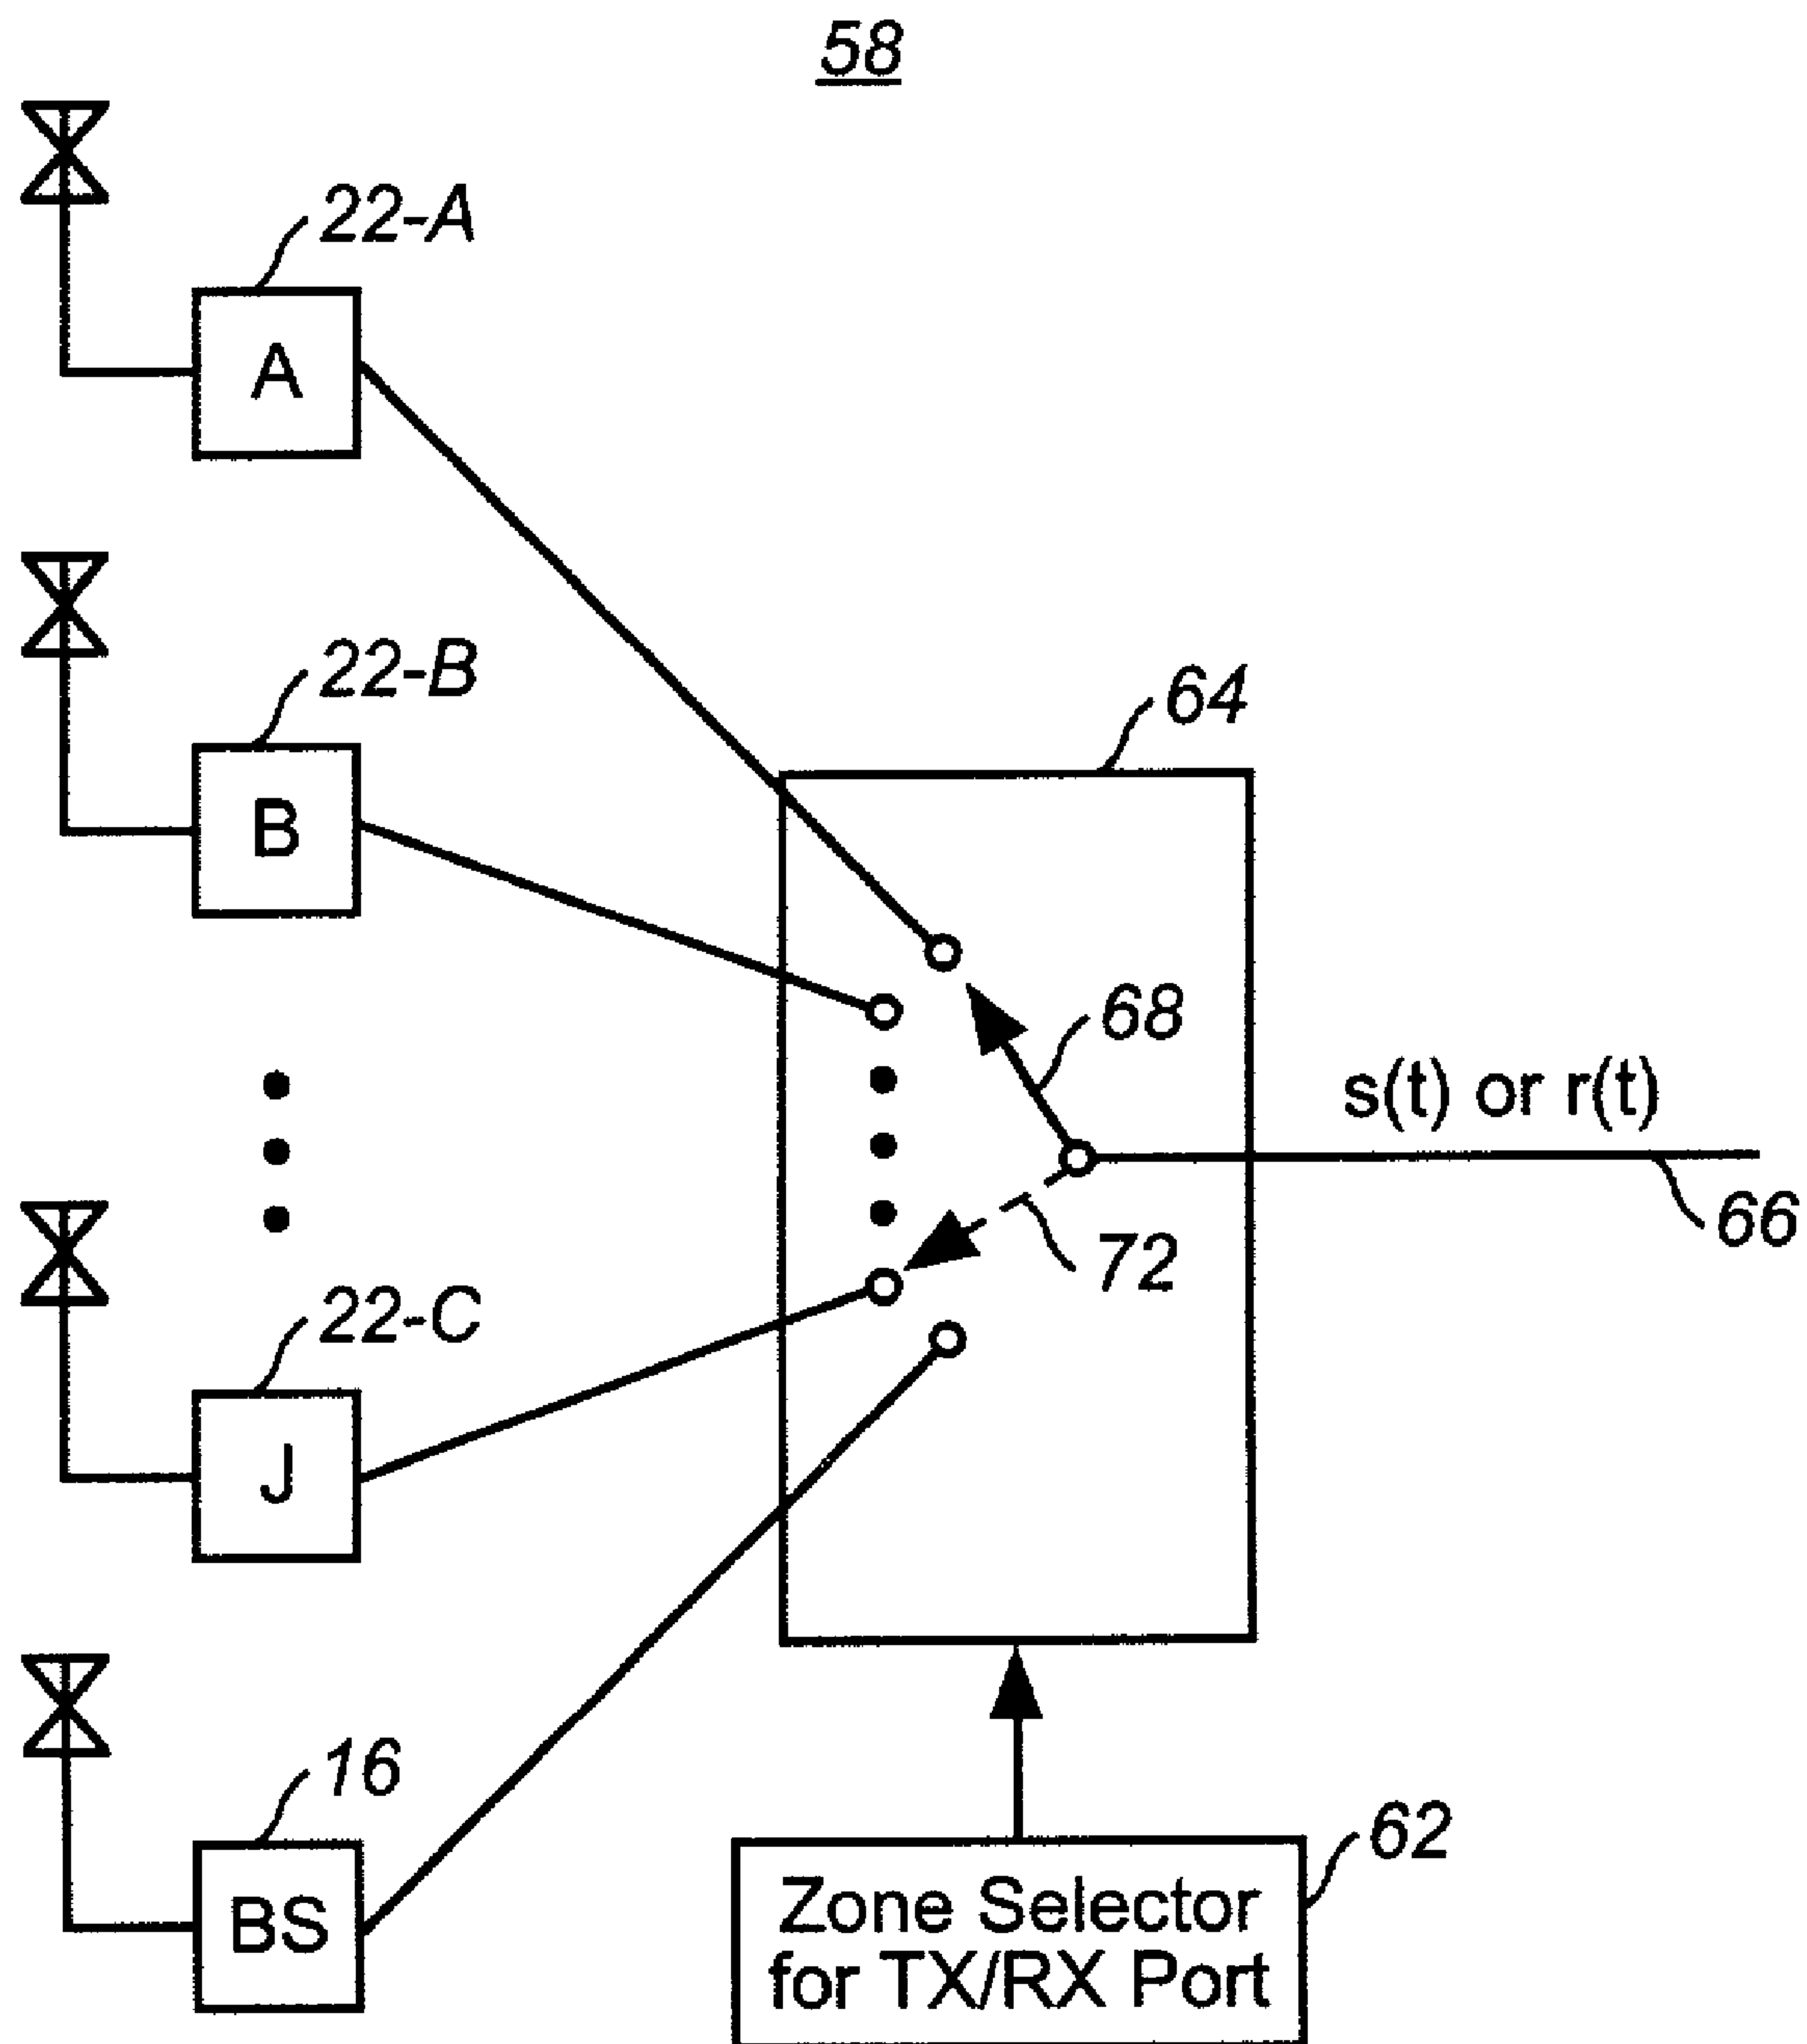 58
22-A
A
22-B
B
64
68
s(t) or r(t)
66
72
22-C
J
16
BS
62
Zone Selector
for TX/RX Port